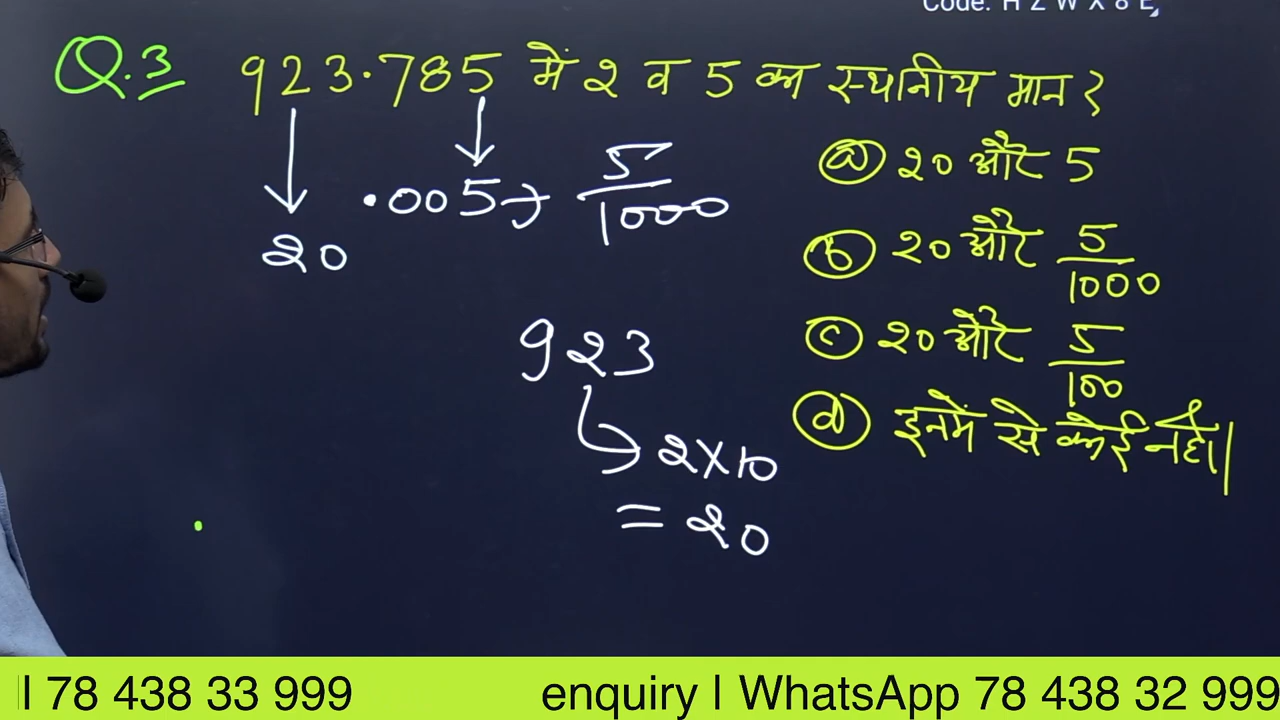 Code: H Z W X 8 E,
Q.3 923.785 में 2 व 5 का स्थानीय मान ?
20
.005 → 5/1000
923
→ 2×10
= 20
(a) 20 और 5
(b) 20 और 5/1000
(c) 20 और 5/100
(d) इनमें से कोई नहीं।
78 438 33 999
enquiry | WhatsApp 78 438 32 999